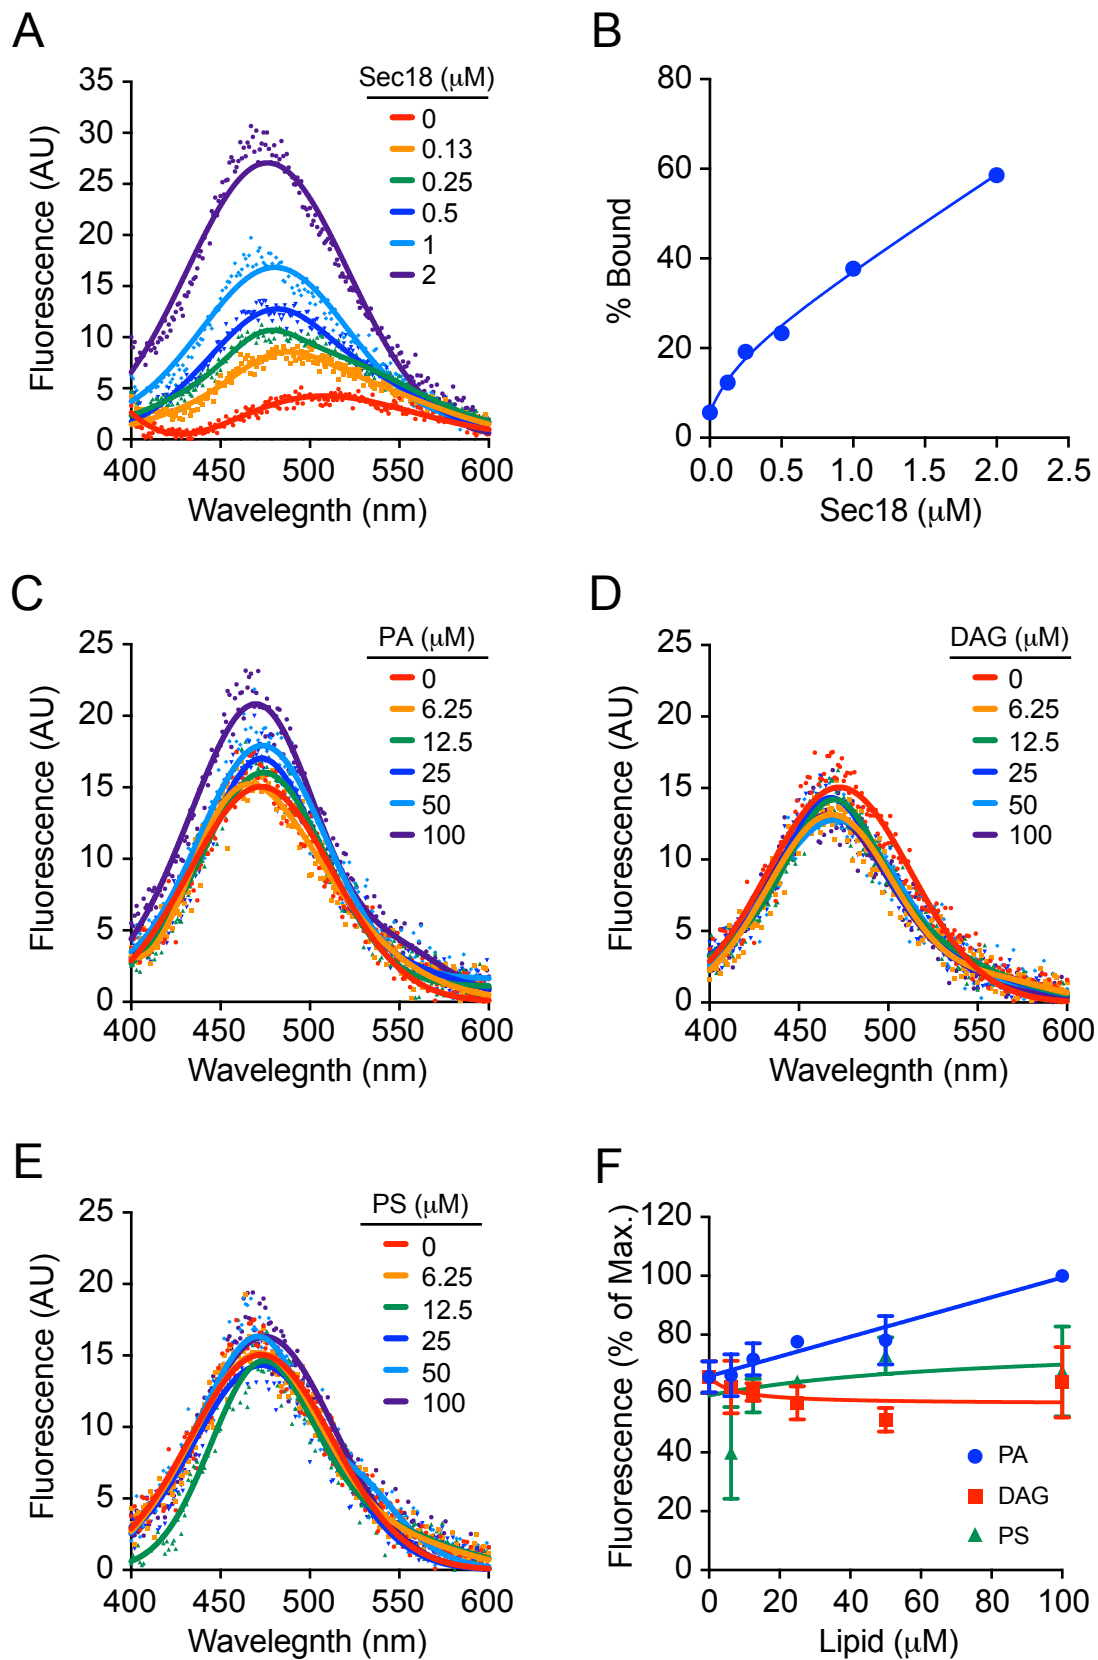 A
Sec18 (μM)
0
0.13
0.25
0.5
1
2
35
30
25
20
15
10
5
0
Fluorescence (AU)
400 450 500 550 600
Wavelegnth (nm)
B
80
60
40
20
0
% Bound
0.0 0.5 1.0 1.5 2.0 2.5
Sec18 (μM)
C
PA (μM)
0
6.25
12.5
25
50
100
25
20
15
10
5
0
Fluorescence (AU)
400 450 500 550 600
Wavelegnth (nm)
D
DAG (μM)
0
6.25
12.5
25
50
100
25
20
15
10
5
0
Fluorescence (AU)
400 450 500 550 600
Wavelegnth (nm)
E
PS (μM)
0
6.25
12.5
25
50
100
25
20
15
10
5
0
Fluorescence (AU)
400 450 500 550 600
Wavelegnth (nm)
F
120
100
80
60
40
20
0
Fluorescence (% of Max.)
PA
DAG
PS
0 20 40 60 80 100
Lipid (μM)